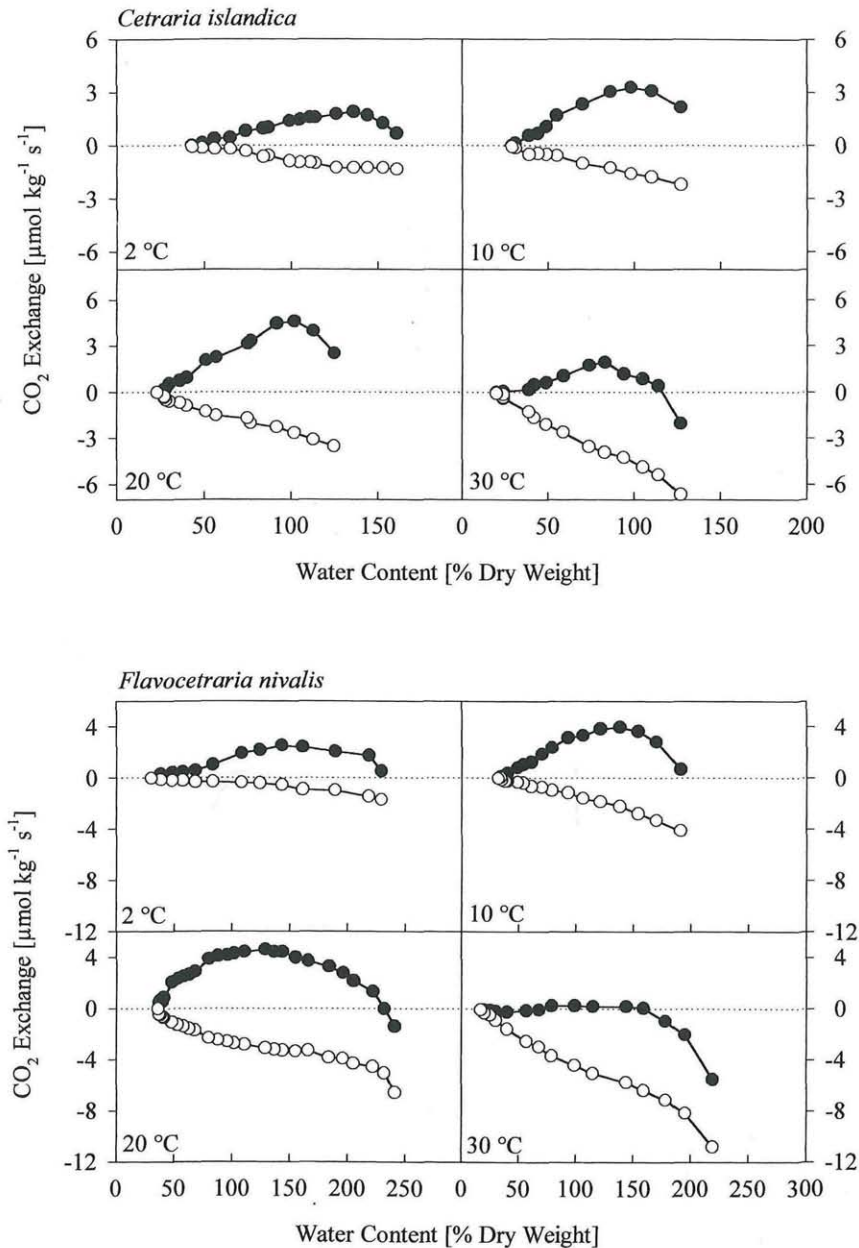 Cetraria islandica
6 6
3 3
0 0
-3 -3
-6 2 °C 10 °C -6
6 6
3 3
0 0
-3 -3
-6 20 °C 30 °C -6
0 50 100 150 0 50 100 150 200
CO₂ Exchange [µmol kg⁻¹ s⁻¹]
Water Content [% Dry Weight]
Flavocetraria nivalis
4 4
0 0
-4 -4
-8 -8
-12 2 °C 10 °C -12
4 4
0 0
-4 -4
-8 -8
-12 20 °C 30 °C -12
0 50 100 150 200 250 0 50 100 150 200 250 300
CO₂ Exchange [µmol kg⁻¹ s⁻¹]
Water Content [% Dry Weight]